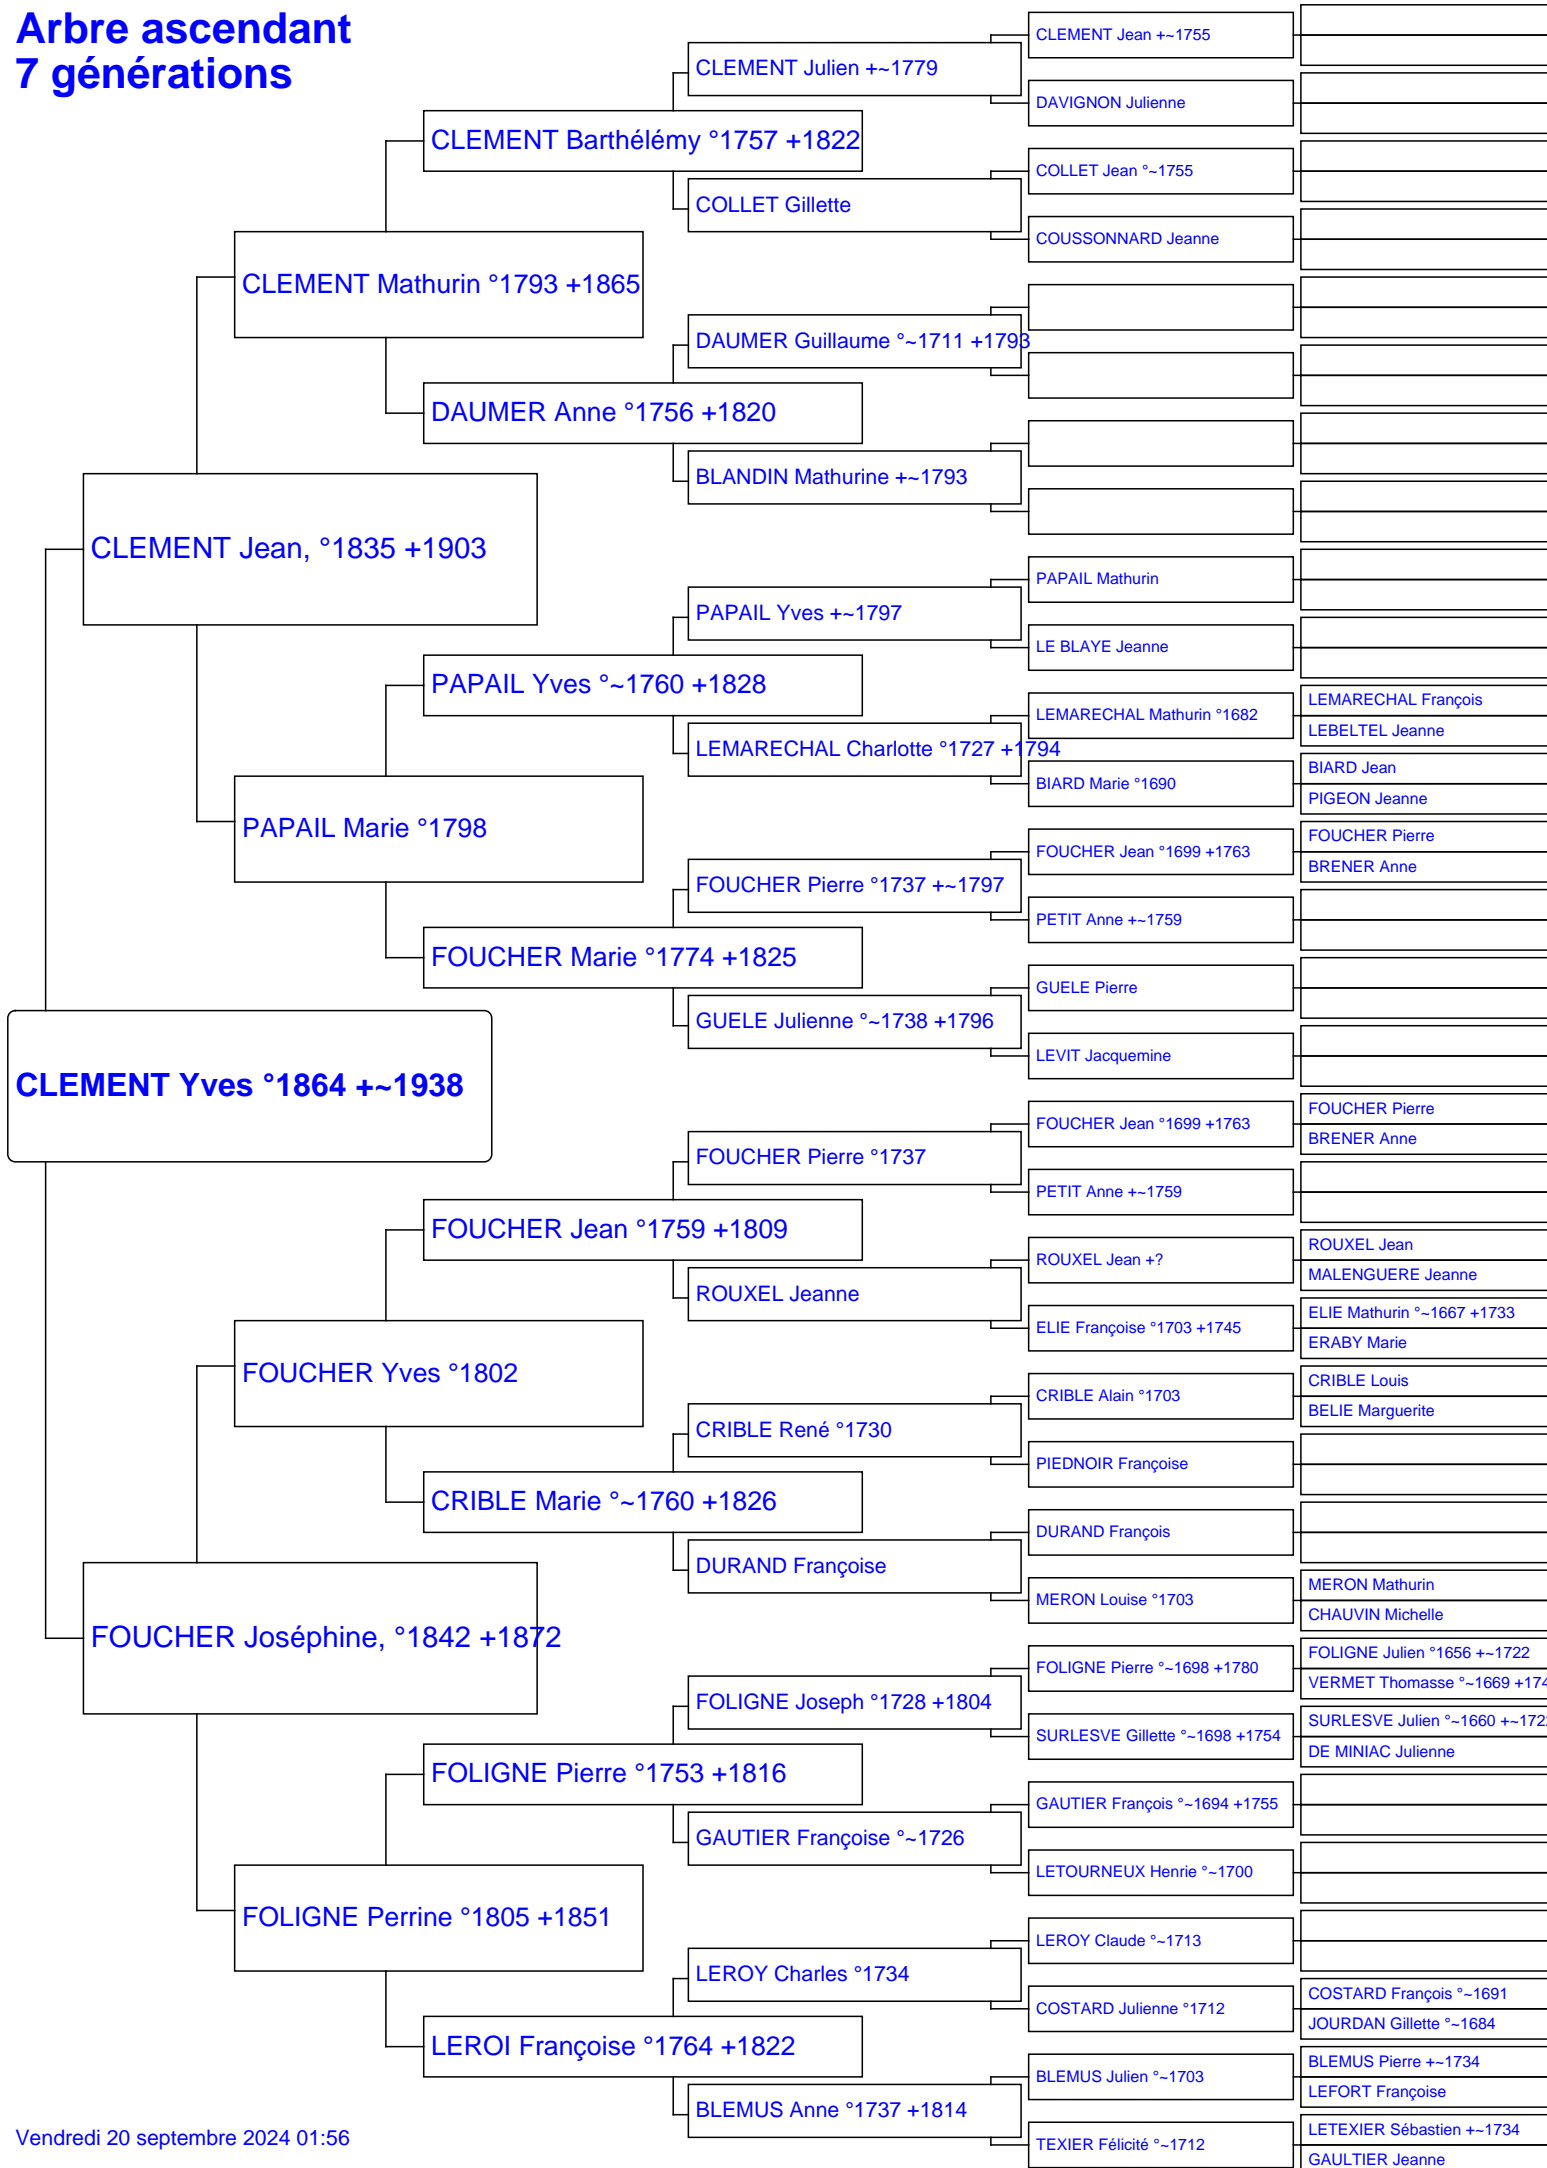 Arbre ascendant
7 générations
CLEMENT Jean +~1755
CLEMENT Julien +~1779
DAVIGNON Julienne
CLEMENT Barthélémy °1757 +1822
COLLET Jean °~1755
COLLET Gillette
COUSSONNARD Jeanne
CLEMENT Mathurin °1793 +1865
DAUMER Guillaume °~1711 +1793
DAUMER Anne °1756 +1820
BLANDIN Mathurine +~1793
CLEMENT Jean, °1835 +1903
PAPAIL Mathurin
PAPAIL Yves +~1797
LE BLAYE Jeanne
PAPAIL Yves °~1760 +1828
LEMARECHAL François
LEMARECHAL Mathurin °1682
LEBELTEL Jeanne
LEMARECHAL Charlotte °1727 +1794
BIARD Jean
BIARD Marie °1690
PIGEON Jeanne
PAPAIL Marie °1798
FOUCHER Pierre
FOUCHER Jean °1699 +1763
BRENER Anne
FOUCHER Pierre °1737 +~1797
PETIT Anne +~1759
FOUCHER Marie °1774 +1825
GUELE Pierre
GUELE Julienne °~1738 +1796
LEVIT Jacquemine
CLEMENT Yves °1864 +~1938
FOUCHER Pierre
FOUCHER Jean °1699 +1763
BRENER Anne
FOUCHER Pierre °1737
PETIT Anne +~1759
FOUCHER Jean °1759 +1809
ROUXEL Jean
ROUXEL Jean +?
MALENGUERE Jeanne
ROUXEL Jeanne
ELIE Mathurin °~1667 +1733
ELIE Françoise °1703 +1745
ERABY Marie
FOUCHER Yves °1802
CRIBLE Louis
CRIBLE Alain °1703
BELIE Marguerite
CRIBLE René °1730
PIEDNOIR Françoise
CRIBLE Marie °~1760 +1826
DURAND François
DURAND Françoise
MERON Mathurin
MERON Louise °1703
CHAUVIN Michelle
FOUCHER Joséphine, °1842 +1872
FOLIGNE Julien °1656 +~1722
FOLIGNE Pierre °~1698 +1780
VERMET Thomasse °~1669 +174
FOLIGNE Joseph °1728 +1804
SURLESVE Julien °~1660 +~172
SURLESVE Gillette °~1698 +1754
DE MINIAC Julienne
FOLIGNE Pierre °1753 +1816
GAUTIER François °~1694 +1755
GAUTIER Françoise °~1726
LETOURNEUX Henrie °~1700
FOLIGNE Perrine °1805 +1851
LEROY Claude °~1713
LEROY Charles °1734
COSTARD François °~1691
COSTARD Julienne °1712
JOURDAN Gillette °~1684
LEROI Françoise °1764 +1822
BLEMUS Pierre +~1734
BLEMUS Julien °~1703
LEFORT Françoise
BLEMUS Anne °1737 +1814
LETEXIER Sébastien +~1734
TEXIER Félicité °~1712
GAULTIER Jeanne
Vendredi 20 septembre 2024 01:56